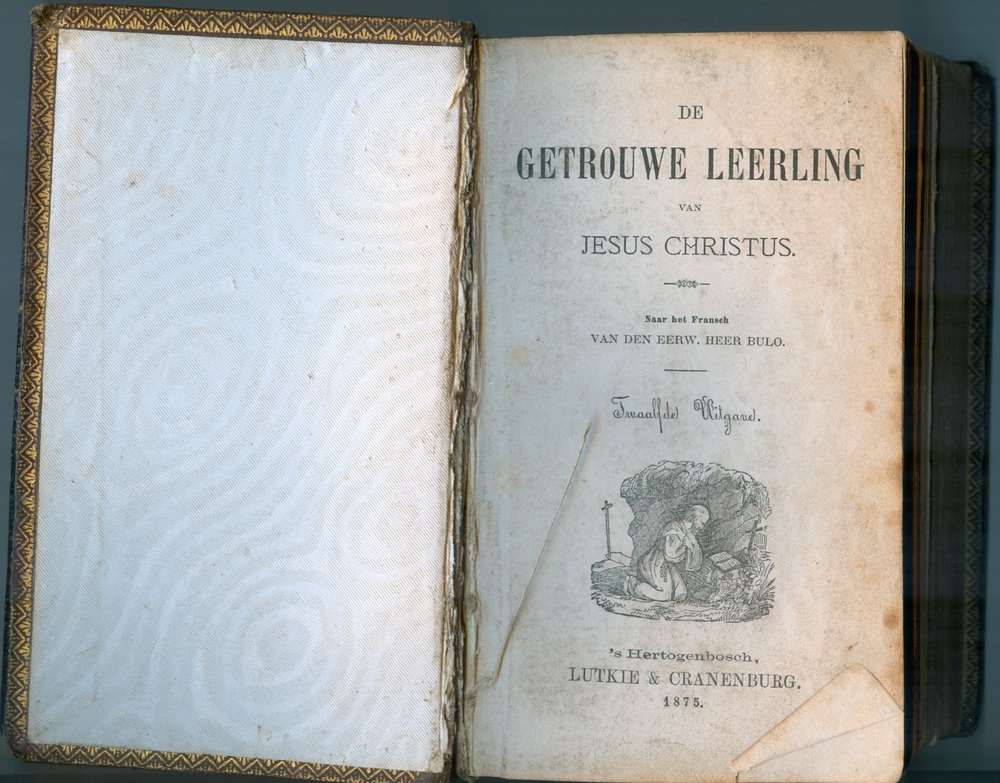 DE
GETROUWE LEERLING
VAN
JESUS CHRISTUS.
Naar het Fransch
VAN DEN EERW. HEER BULO.
Twaalfde Uitgave.
's Hertogenbosch,
LUTKIE & CRANENBURG.
1875.